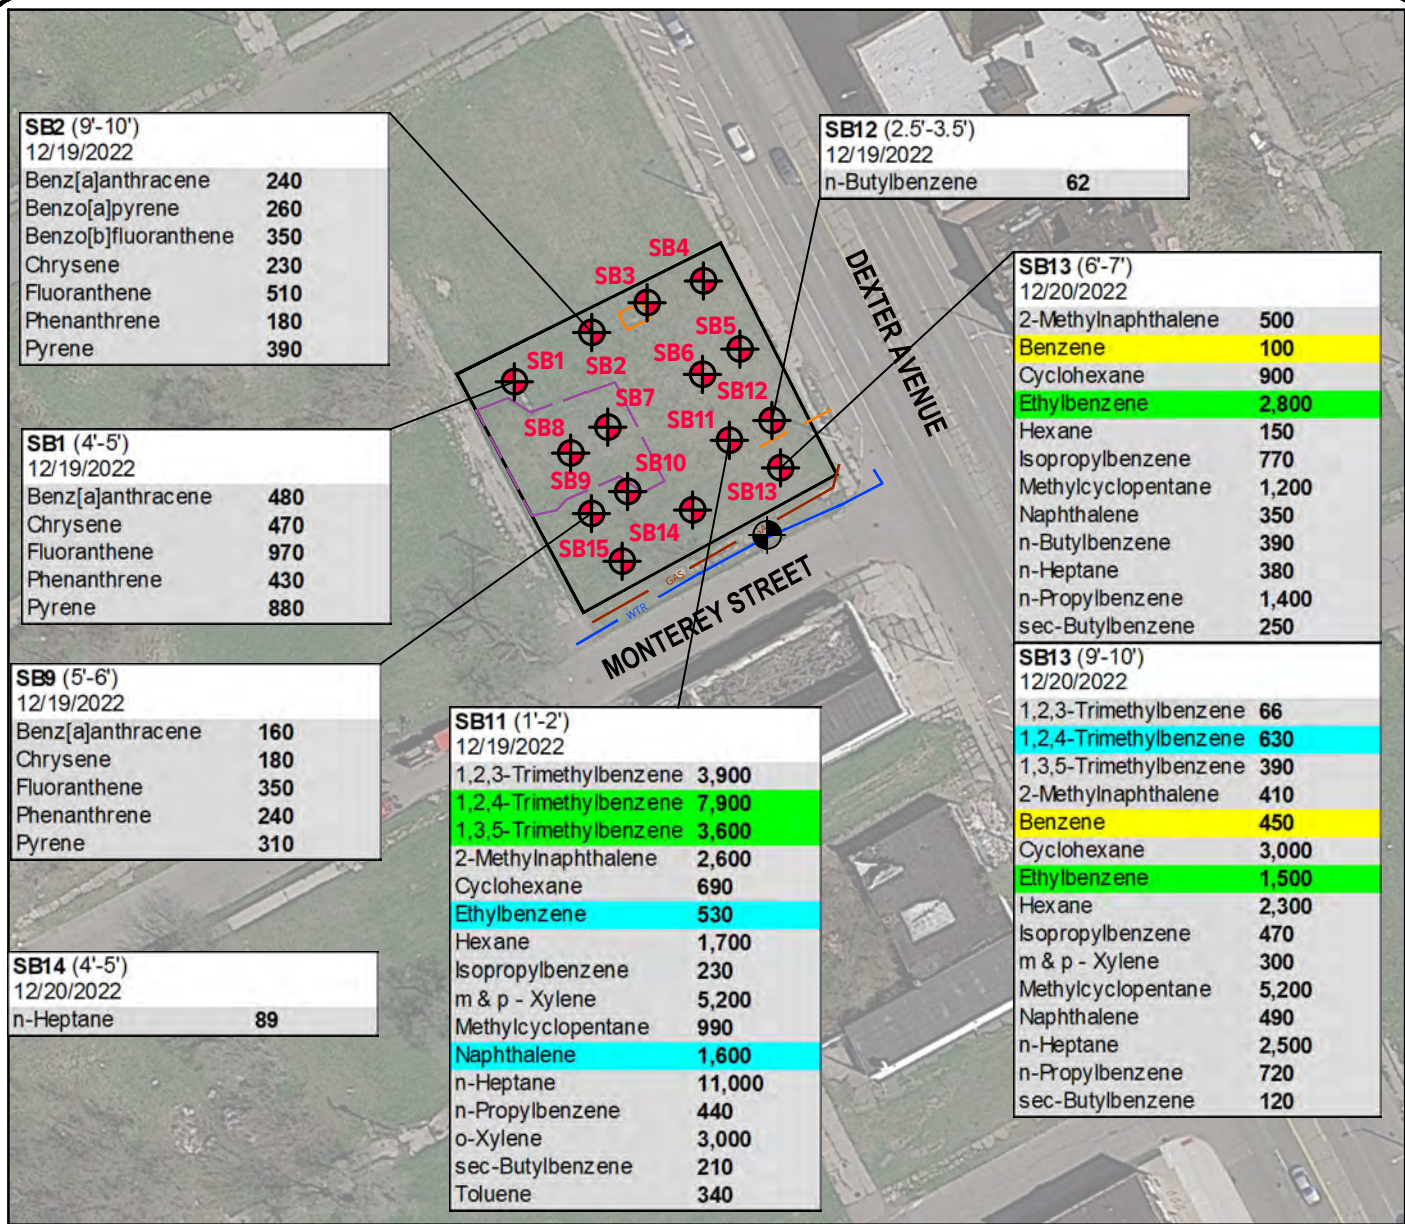 SB2 (9'-10')
12/19/2022
Benz[a]anthracene 240
Benzo[a]pyrene 260
Benzo[b]fluoranthene 350
Chrysene 230
Fluoranthene 510
Phenanthrene 180
Pyrene 390
SB1 (4'-5')
12/19/2022
Benz[a]anthracene 480
Chrysene 470
Fluoranthene 970
Phenanthrene 430
Pyrene 880
SB9 (5'-6')
12/19/2022
Benz[a]anthracene 160
Chrysene 180
Fluoranthene 350
Phenanthrene 240
Pyrene 310
SB14 (4'-5')
12/20/2022
n-Heptane 89
SB4
SB3
SB5
SB1
SB2
SB6
SB12
SB7
SB11
SB8
SB10
SB9
SB13
SB14
SB15
GAS
WTR
DEXTER AVENUE
MONTEREY STREET
SB11 (1'-2')
12/19/2022
1,2,3-Trimethylbenzene 3,900
1,2,4-Trimethylbenzene 7,900
1,3,5-Trimethylbenzene 3,600
2-Methylnaphthalene 2,600
Cyclohexane 690
Ethylbenzene 530
Hexane 1,700
Isopropylbenzene 230
m & p - Xylene 5,200
Methylcyclopentane 990
Naphthalene 1,600
n-Heptane 11,000
n-Propylbenzene 440
o-Xylene 3,000
sec-Butylbenzene 210
Toluene 340
SB12 (2.5'-3.5')
12/19/2022
n-Butylbenzene 62
SB13 (6'-7')
12/20/2022
2-Methylnaphthalene 500
Benzene 100
Cyclohexane 900
Ethylbenzene 2,800
Hexane 150
Isopropylbenzene 770
Methylcyclopentane 1,200
Naphthalene 350
n-Butylbenzene 390
n-Heptane 380
n-Propylbenzene 1,400
sec-Butylbenzene 250
SB13 (9'-10')
12/20/2022
1,2,3-Trimethylbenzene 66
1,2,4-Trimethylbenzene 630
1,3,5-Trimethylbenzene 390
2-Methylnaphthalene 410
Benzene 450
Cyclohexane 3,000
Ethylbenzene 1,500
Hexane 2,300
Isopropylbenzene 470
m & p - Xylene 300
Methylcyclopentane 5,200
Naphthalene 490
n-Heptane 2,500
n-Propylbenzene 720
sec-Butylbenzene 120